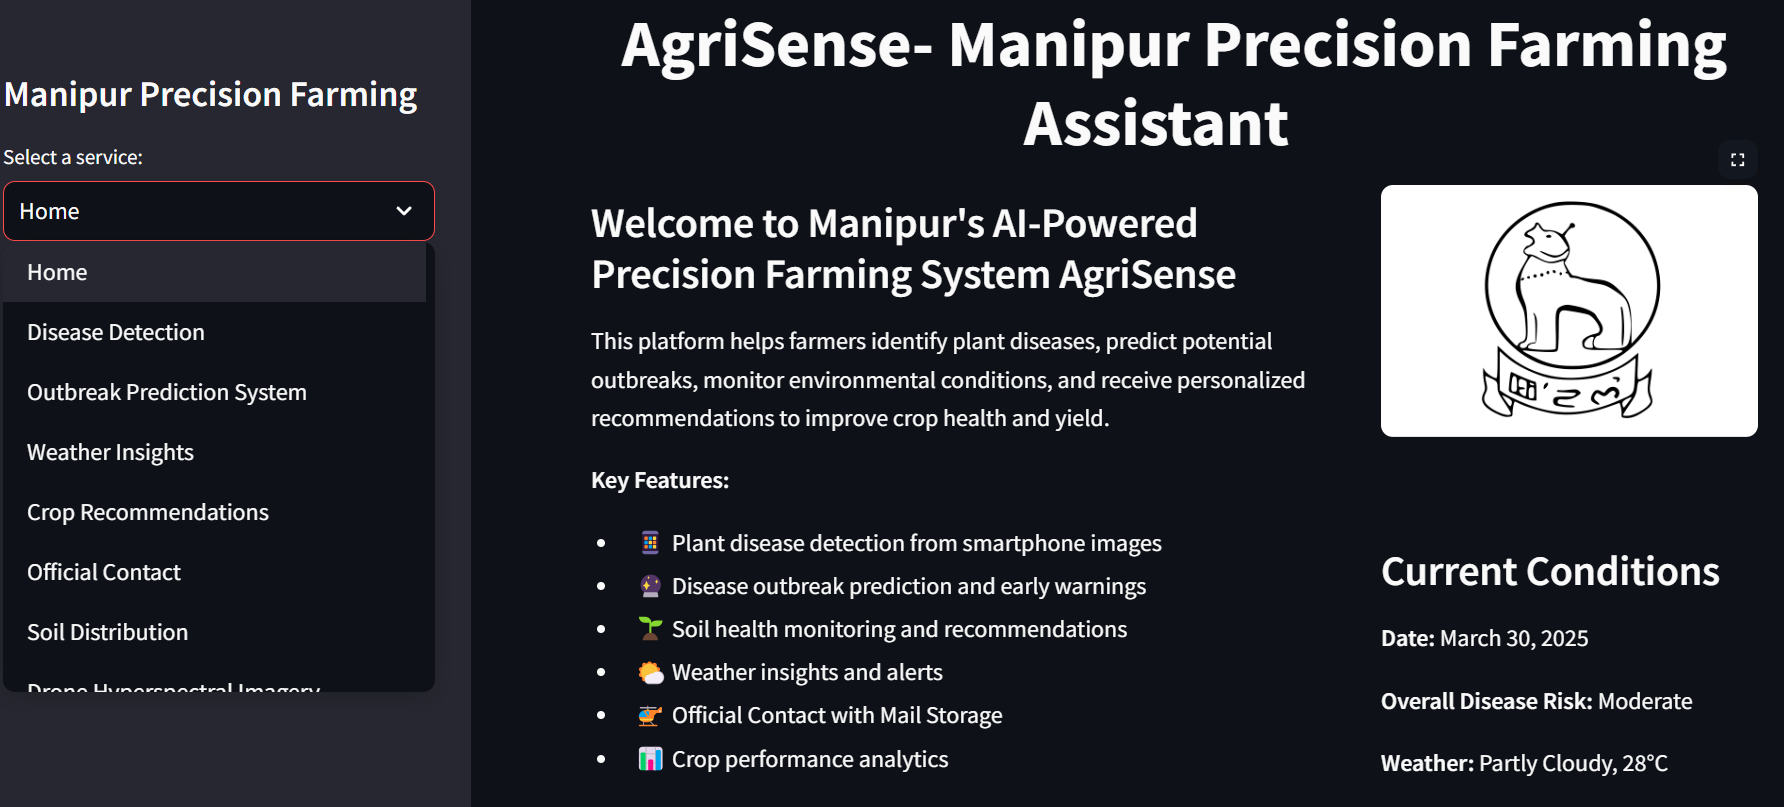 Manipur Precision Farming
Select a service:
Home
Home
Disease Detection
Outbreak Prediction System
Weather Insights
Crop Recommendations
Official Contact
Soil Distribution
Drone Hyperspectral Imagery
AgriSense- Manipur Precision Farming
Assistant
Welcome to Manipur's AI-Powered
Precision Farming System AgriSense
This platform helps farmers identify plant diseases, predict potential
outbreaks, monitor environmental conditions, and receive personalized
recommendations to improve crop health and yield.
Key Features:
Plant disease detection from smartphone images
Disease outbreak prediction and early warnings
Soil health monitoring and recommendations
Weather insights and alerts
Official Contact with Mail Storage
Crop performance analytics
Current Conditions
Date: March 30, 2025
Overall Disease Risk: Moderate
Weather: Partly Cloudy, 28°C